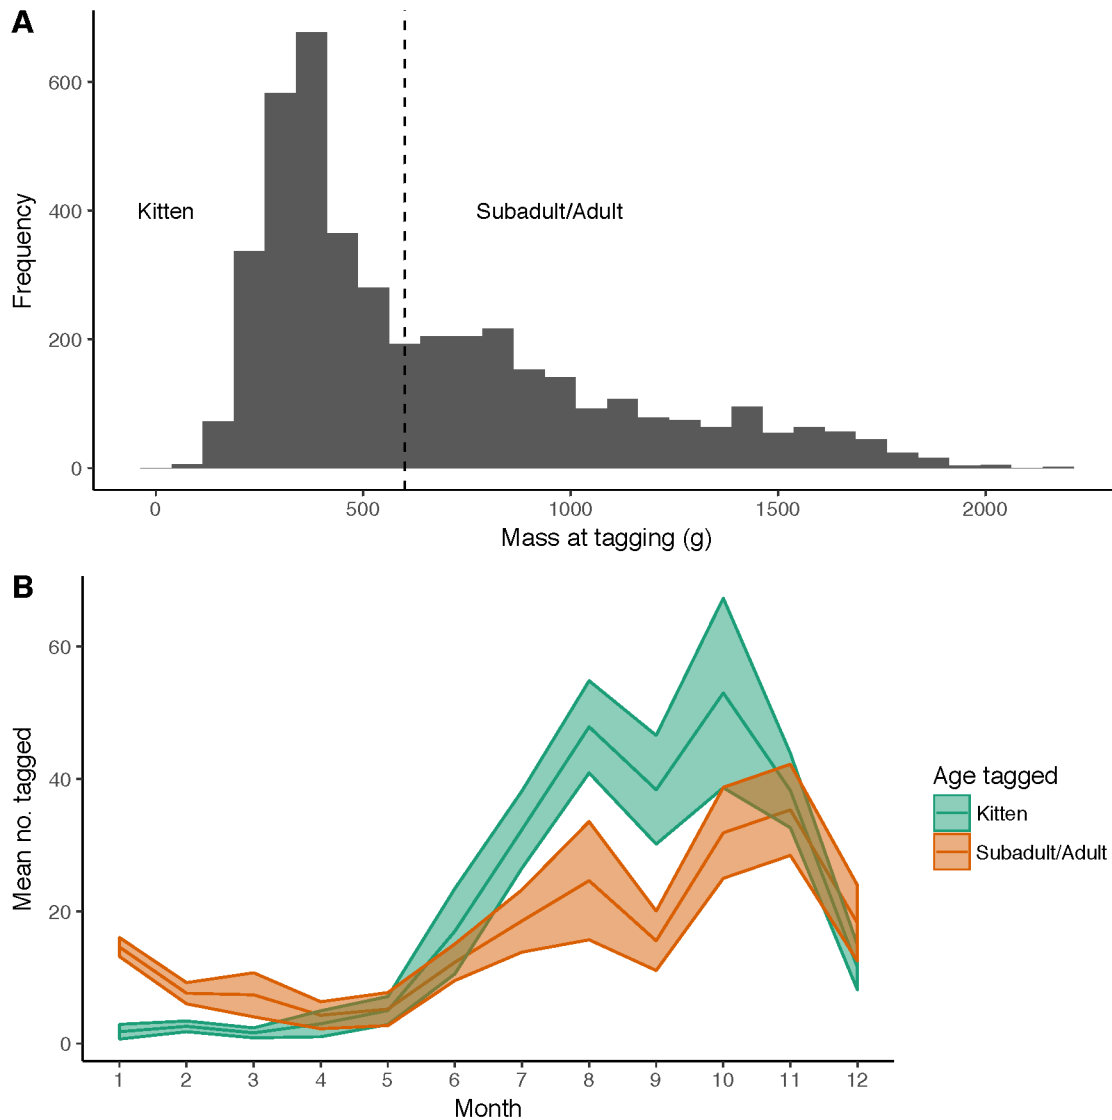 A
600
400
200
0
Frequency
Kitten
Subadult/Adult
0 500 1000 1500 2000
Mass at tagging (g)
B
60
40
20
0
Mean no. tagged
1 2 3 4 5 6 7 8 9 10 11 12
Month
Age tagged
Kitten
Subadult/Adult